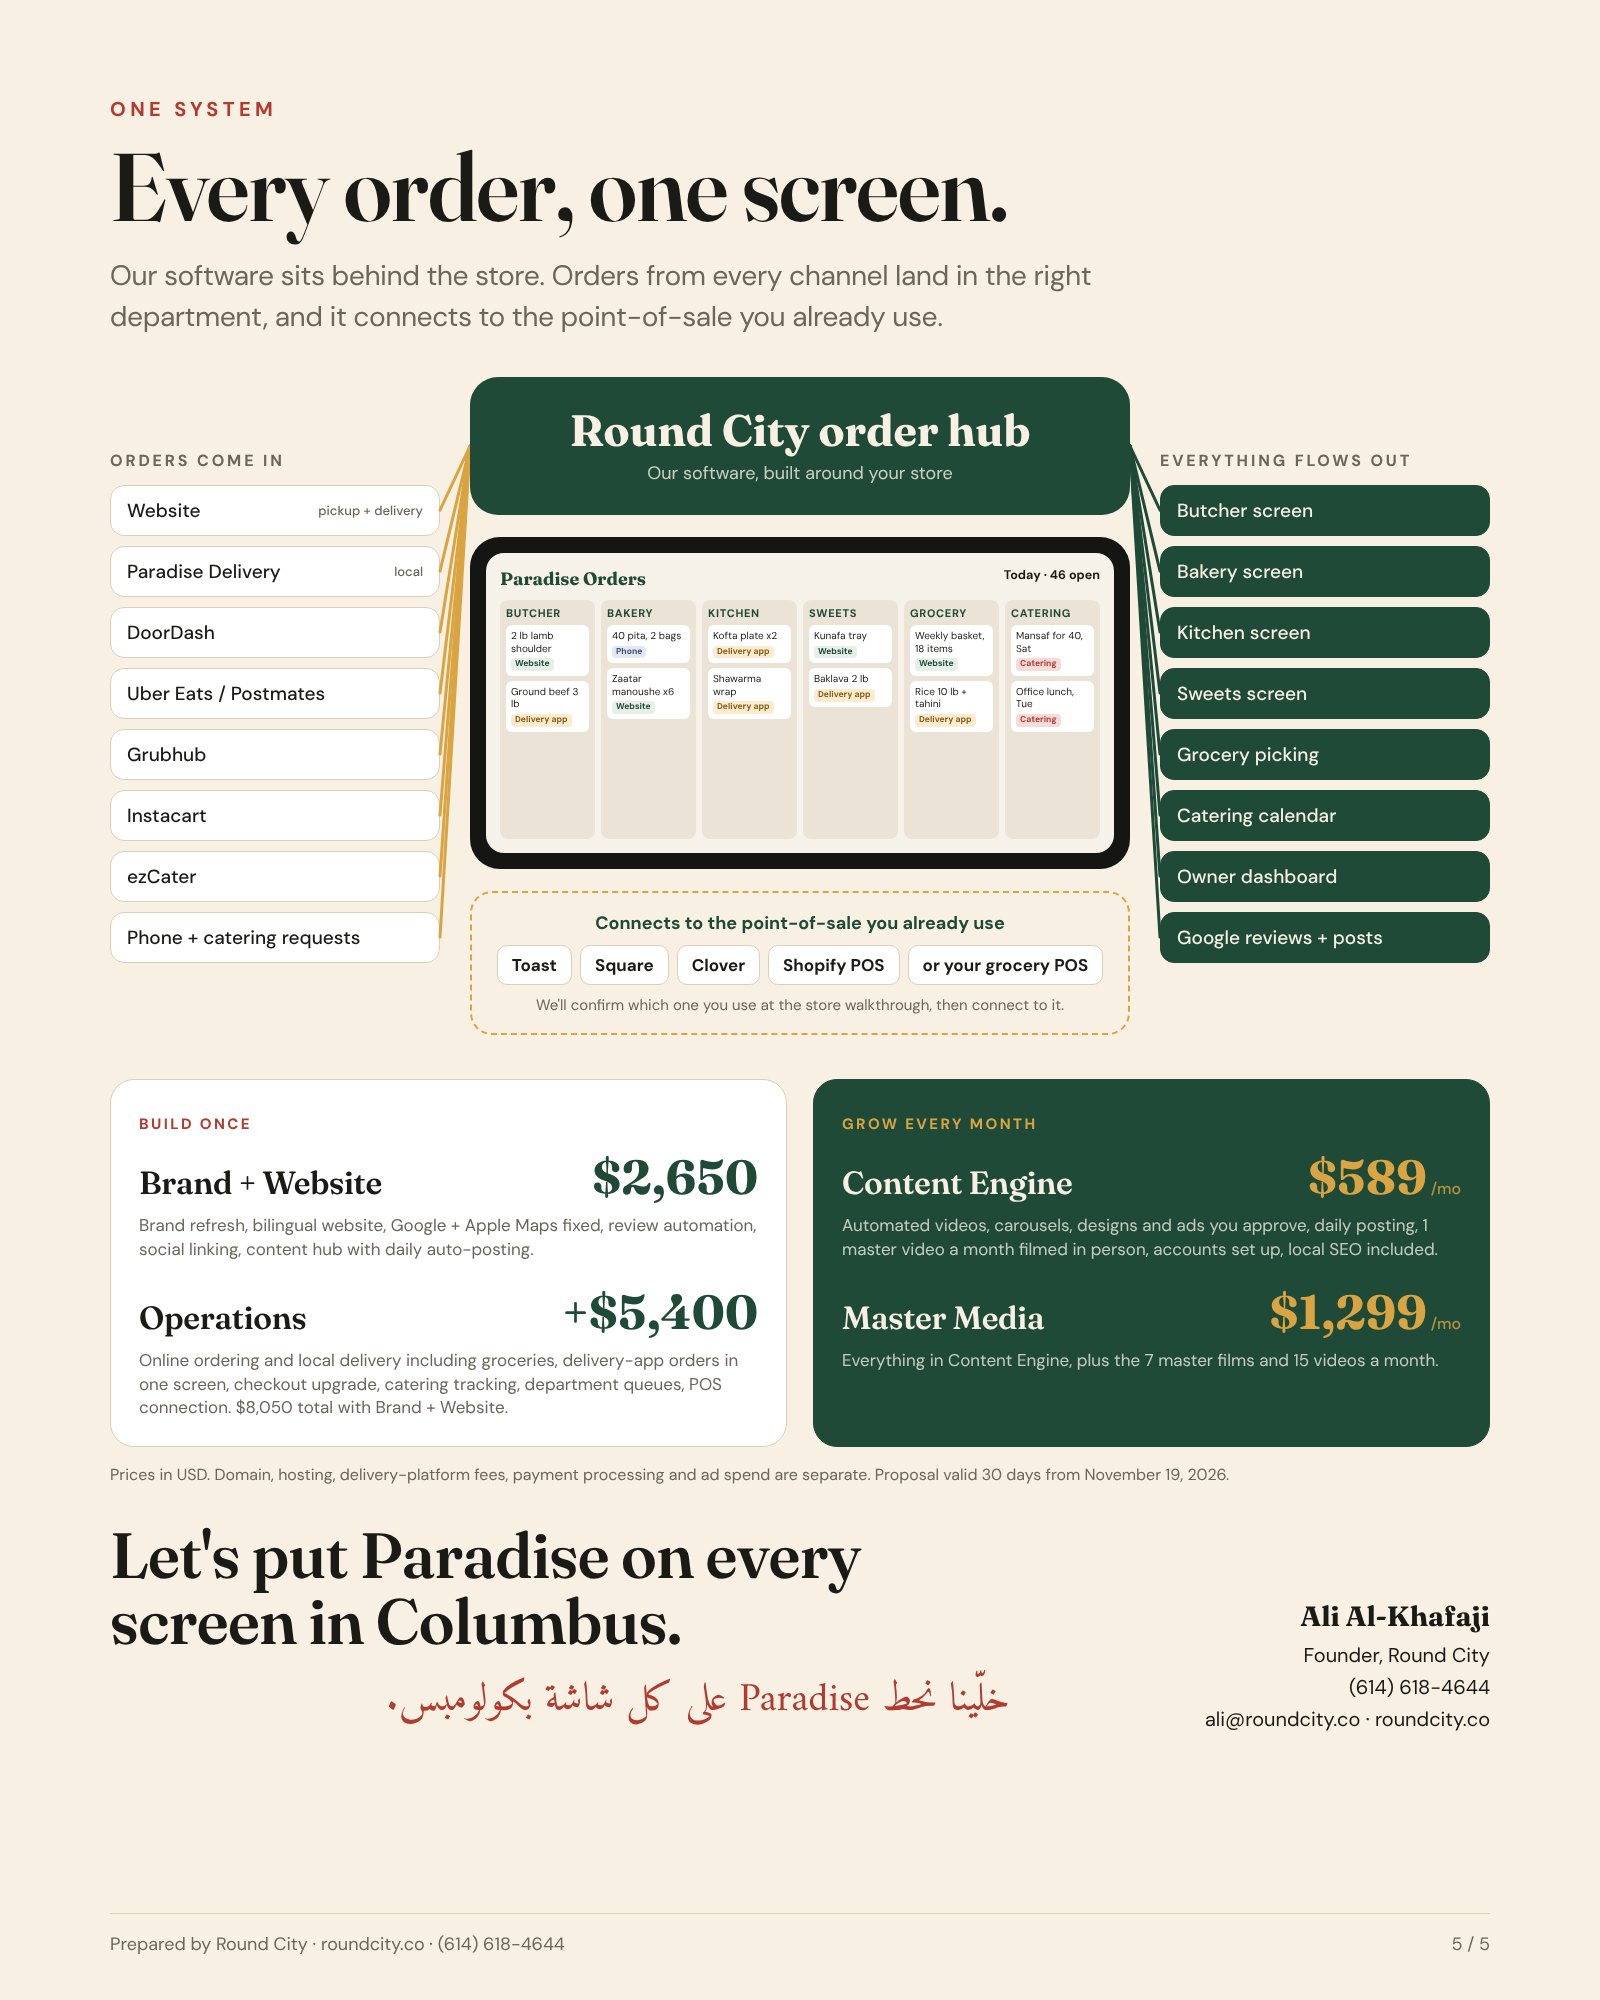 ONE SYSTEM
Every order, one screen.
Our software sits behind the store. Orders from every channel land in the right
department, and it connects to the point-of-sale you already use.
ORDERS COME IN
Website pickup + delivery
Paradise Delivery local
DoorDash
Uber Eats / Postmates
Grubhub
Instacart
ezCater
Phone + catering requests
Round City order hub
Our software, built around your store
Paradise Orders Today · 46 open
BUTCHER
2 lb lamb
shoulder
Website
Ground beef 3
lb
Delivery app
BAKERY
40 pita, 2 bags
Phone
Zaatar
manoushe x6
Website
KITCHEN
Kofta plate x2
Delivery app
Shawarma
wrap
Delivery app
SWEETS
Kunafa tray
Website
Baklava 2 lb
Delivery app
GROCERY
Weekly basket,
18 items
Website
Rice 10 lb +
tahini
Delivery app
CATERING
Mansaf for 40,
Sat
Catering
Office lunch,
Tue
Catering
Connects to the point-of-sale you already use
Toast Square Clover Shopify POS or your grocery POS
We'll confirm which one you use at the store walkthrough, then connect to it.
EVERYTHING FLOWS OUT
Butcher screen
Bakery screen
Kitchen screen
Sweets screen
Grocery picking
Catering calendar
Owner dashboard
Google reviews + posts
BUILD ONCE
Brand + Website $2,650
Brand refresh, bilingual website, Google + Apple Maps fixed, review automation,
social linking, content hub with daily auto-posting.
Operations +$5,400
Online ordering and local delivery including groceries, delivery-app orders in
one screen, checkout upgrade, catering tracking, department queues, POS
connection. $8,050 total with Brand + Website.
GROW EVERY MONTH
Content Engine $589 /mo
Automated videos, carousels, designs and ads you approve, daily posting, 1
master video a month filmed in person, accounts set up, local SEO included.
Master Media $1,299 /mo
Everything in Content Engine, plus the 7 master films and 15 videos a month.
Prices in USD. Domain, hosting, delivery-platform fees, payment processing and ad spend are separate. Proposal valid 30 days from November 19, 2026.
Let's put Paradise on every
screen in Columbus.
خلّينا نحط Paradise على كل شاشة بكولومبس.
Ali Al-Khafaji
Founder, Round City
(614) 618-4644
ali@roundcity.co · roundcity.co
Prepared by Round City · roundcity.co · (614) 618-4644 5 / 5